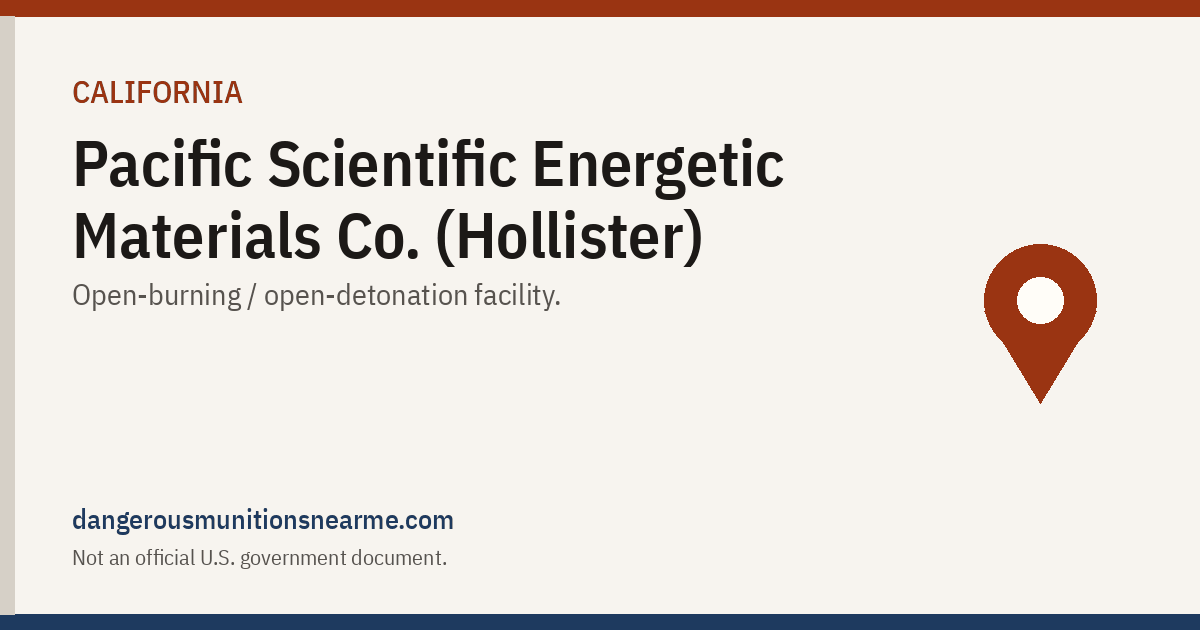 CALIFORNIA
Pacific Scientific Energetic
Materials Co. (Hollister)
Open-burning / open-detonation facility.
dangerousmunitionsnearme.com
Not an official U.S. government document.